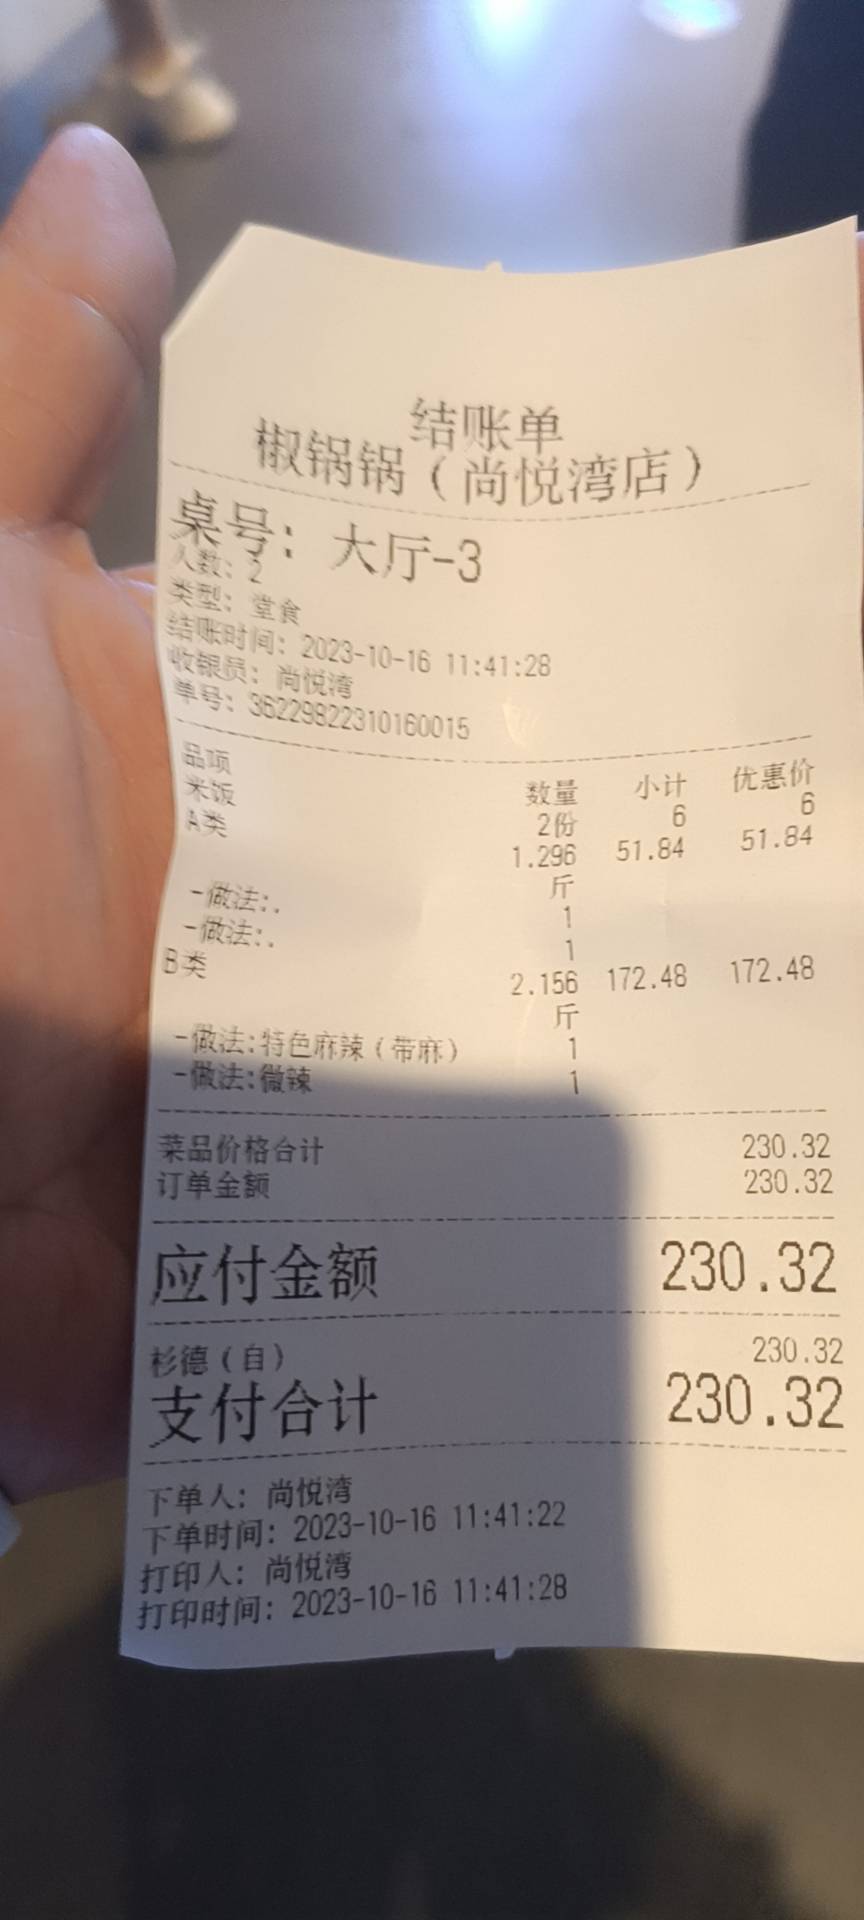 结账单
椒锅锅（尚悦湾店）
桌号：大厅-3
人数：2
类型：堂食
结账时间：2023-10-16 11:41:28
收银员：尚悦湾
单号：36229822310160015
品项 数量 小计 优惠价
米饭 2份 6 6
A类 1.296 51.84 51.84
斤
-做法:. 1
-做法:. 1
B类 2.156 172.48 172.48
斤
-做法:特色麻辣（带麻） 1
-做法:微辣 1
菜品价格合计 230.32
订单金额 230.32
应付金额 230.32
杉德（自） 230.32
支付合计 230.32
下单人：尚悦湾
下单时间：2023-10-16 11:41:22
打印人：尚悦湾
打印时间：2023-10-16 11:41:28